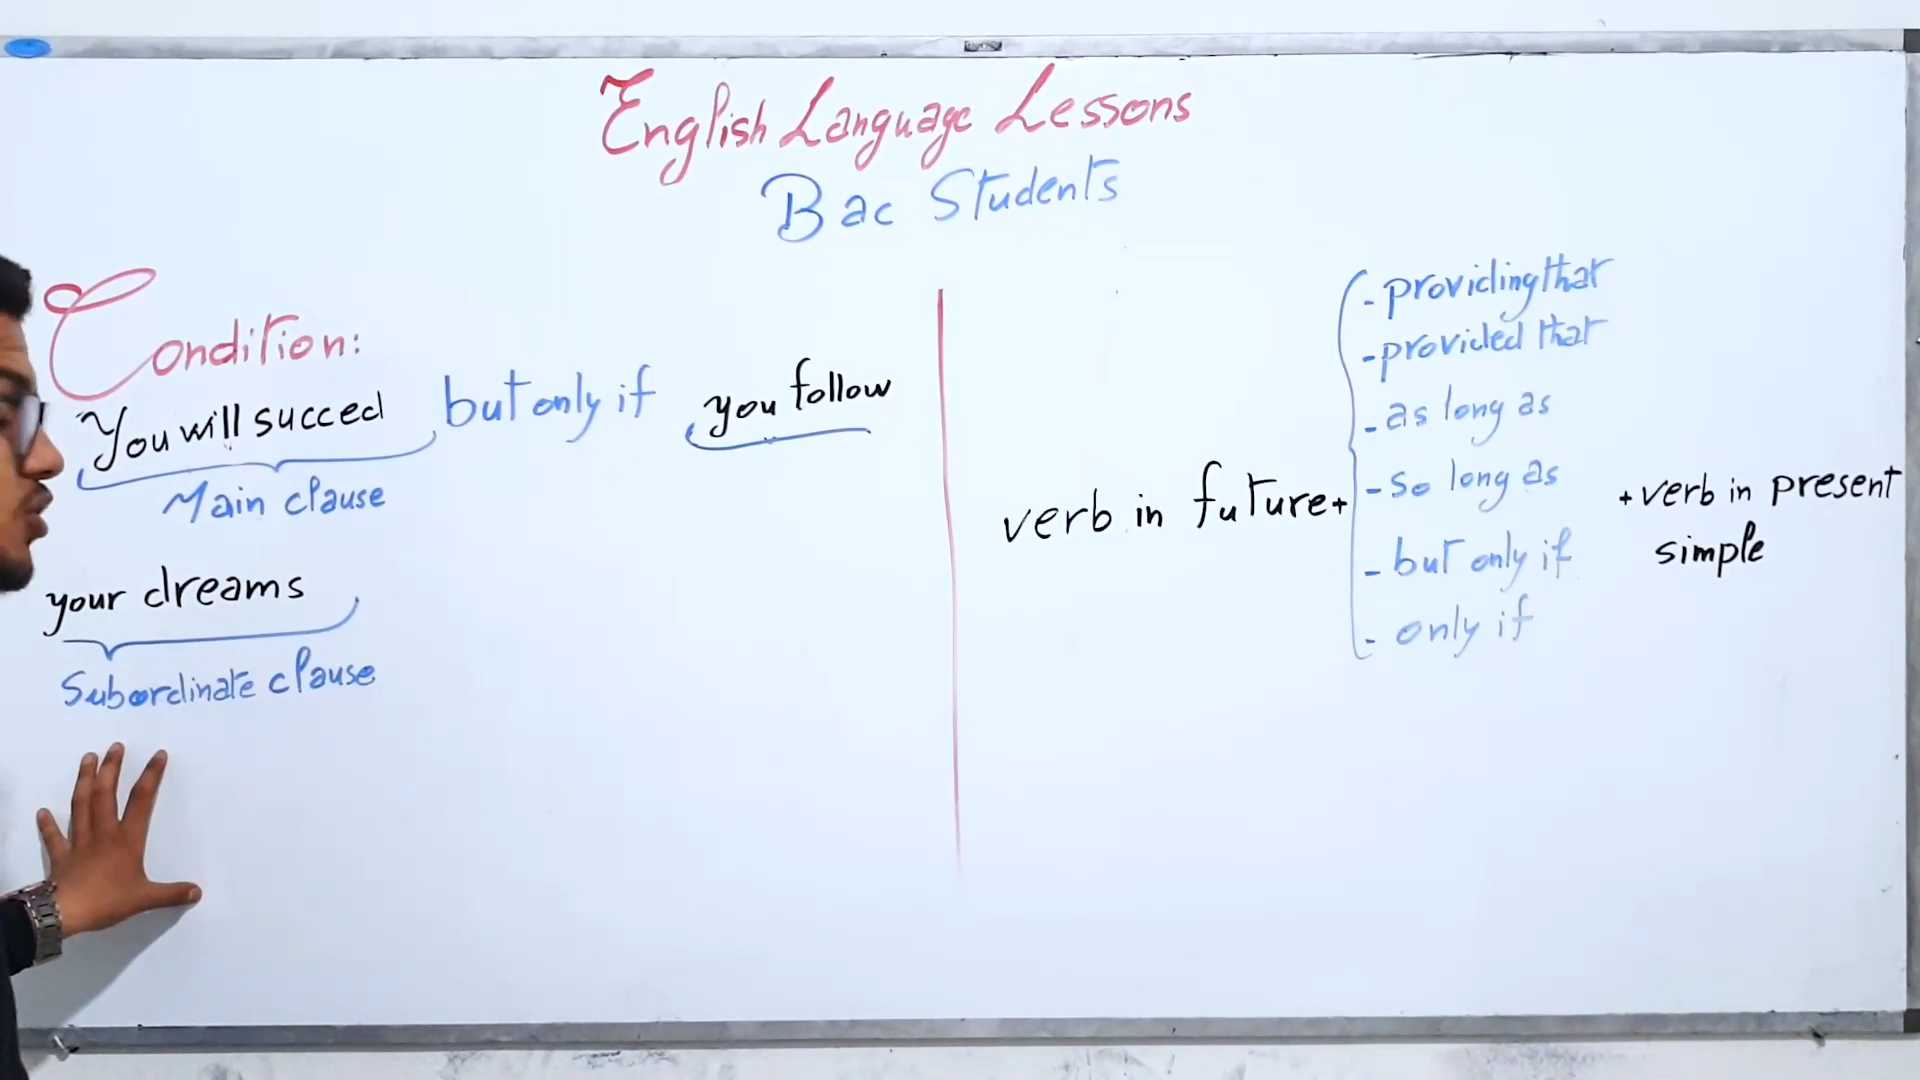 English Language Lessons
Bac Students
Condition:
You will succed but only if you follow
Main clause
your dreams
Subordinate clause
verb in future +
- providing that
- provided that
- as long as
- so long as
- but only if
- only if
+ verb in present
simple